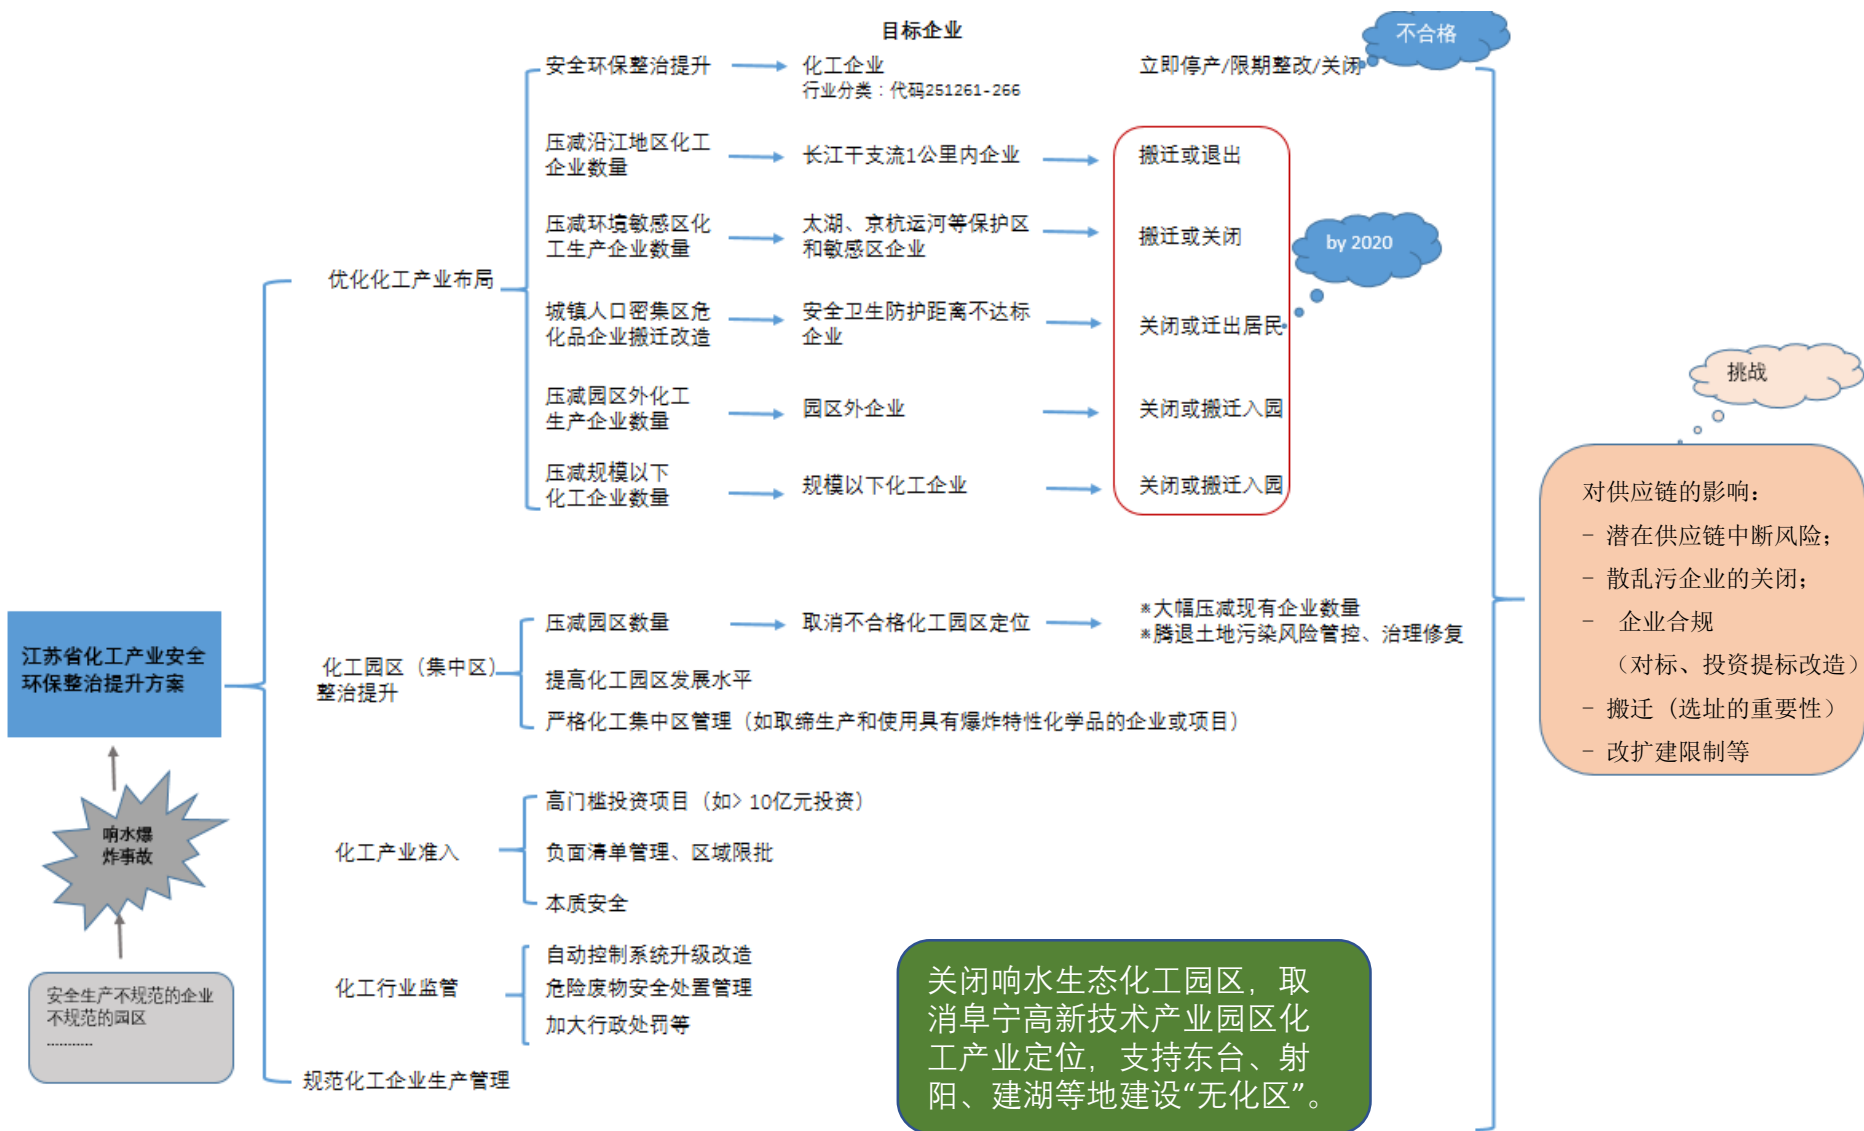 目标企业
不合格
安全环保整治提升
化工企业
行业分类：代码251261-266
立即停产/限期整改/关闭
压减沿江地区化工
企业数量
长江干支流1公里内企业
搬迁或退出
压减环境敏感区化
工生产企业数量
太湖、京杭运河等保护区
和敏感区企业
搬迁或关闭
by 2020
优化化工产业布局
城镇人口密集区危
化品企业搬迁改造
安全卫生防护距离不达标
企业
关闭或迁出居民
压减园区外化工
生产企业数量
园区外企业
关闭或搬迁入园
压减规模以下
化工企业数量
规模以下化工企业
关闭或搬迁入园
挑战
对供应链的影响：
- 潜在供应链中断风险；
- 散乱污企业的关闭；
- 企业合规
（对标、投资提标改造）
- 搬迁（选址的重要性）
- 改扩建限制等
江苏省化工产业安全
环保整治提升方案
化工园区（集中区）
整治提升
压减园区数量
取消不合格化工园区定位
※大幅压减现有企业数量
※腾退土地污染风险管控、治理修复
提高化工园区发展水平
严格化工集中区管理（如取缔生产和使用具有爆炸特性化学品的企业或项目）
响水爆
炸事故
化工产业准入
高门槛投资项目（如> 10亿元投资）
负面清单管理、区域限批
本质安全
安全生产不规范的企业
不规范的园区
...........
化工行业监管
自动控制系统升级改造
危险废物安全处置管理
加大行政处罚等
规范化工企业生产管理
关闭响水生态化工园区，取
消阜宁高新技术产业园区化
工产业定位，支持东台、射
阳、建湖等地建设“无化区”。